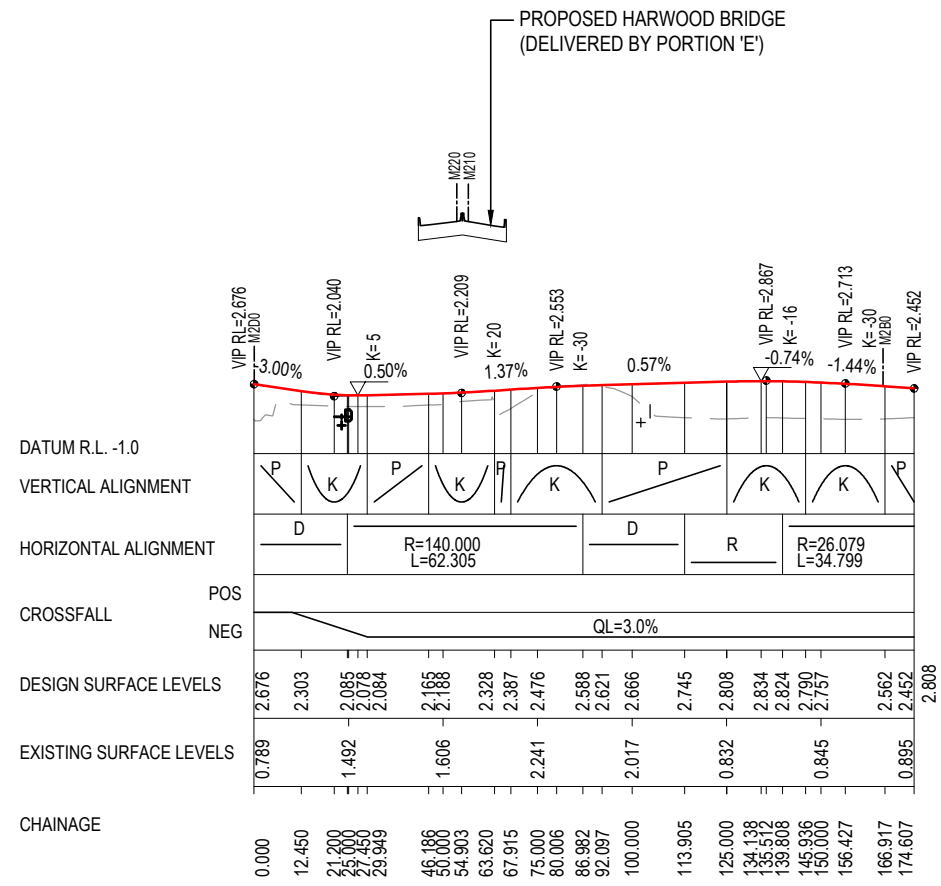 PROPOSED HARWOOD BRIDGE
(DELIVERED BY PORTION 'E')
M220
M210
VIP RL=2.676
M2D0
-3.00%
VIP RL=2.040
K= 5
0.50%
VIP RL=2.209
K= 20
1.37%
VIP RL=2.553
K= -30
0.57%
VIP RL=2.867
K= -16
-0.74%
VIP RL=2.713
K= -30
-1.44%
M2B0
VIP RL=2.452
DATUM R.L. -1.0
VERTICAL ALIGNMENT
P K P K P K P K K P
HORIZONTAL ALIGNMENT
D
R=140.000
L=62.305
D
R
R=26.079
L=34.799
CROSSFALL
POS
NEG
QL=3.0%
DESIGN SURFACE LEVELS
2.676 2.303 2.085 2.078 2.084 2.165 2.188 2.328 2.387 2.476 2.588 2.621 2.666 2.745 2.808 2.834 2.824 2.790 2.757 2.562 2.452 2.808
EXISTING SURFACE LEVELS
0.789 1.492 1.606 2.241 2.017 0.832 0.845 0.895
CHAINAGE
0.000 12.450 21.200 25.000 27.450 29.949 46.186 50.000 54.903 63.620 67.915 75.000 80.006 86.982 92.097 100.000 113.905 125.000 134.138 135.512 139.808 145.936 150.000 156.427 166.917 174.607